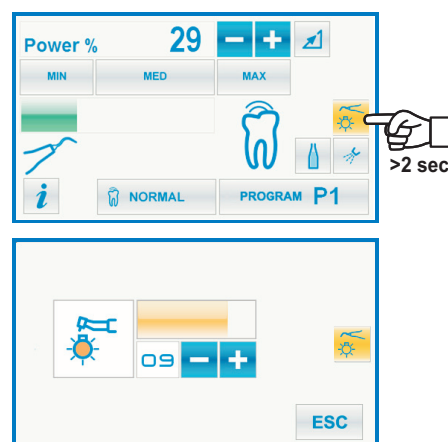 Power % 29 − +
MIN MED MAX
>2 sec
i NORMAL PROGRAM P1
09 − +
ESC